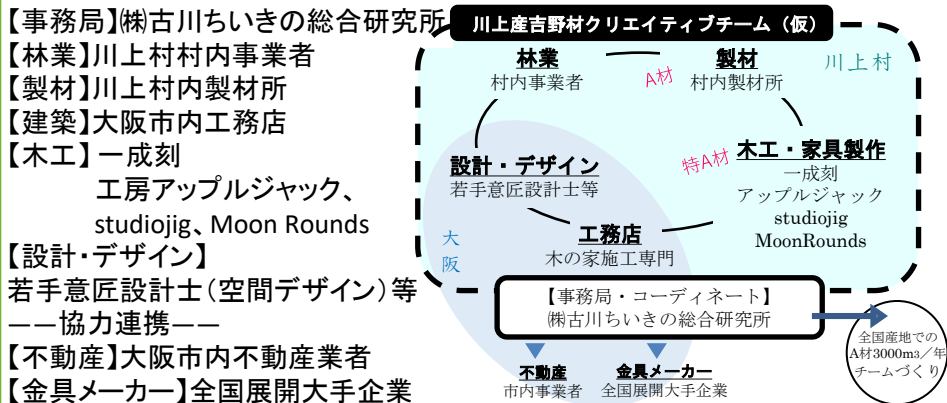 【事務局】㈱古川ちいきの総合研究所
【林業】川上村村内事業者
【製材】川上村内製材所
【建築】大阪市内工務店
【木工】一成刻
工房アップルジャック、
studiojig、Moon Rounds
【設計・デザイン】
若手意匠設計士(空間デザイン)等
——協力連携——
【不動産】大阪市内不動産業者
【金具メーカー】全国展開大手企業
川上産吉野材クリエイティブチーム（仮）
林業
村内事業者
A材
製材
村内製材所
川上村
設計・デザイン
若手意匠設計士等
特A材
木工・家具製作
一成刻
アップルジャック
studiojig
MoonRounds
大阪
工務店
木の家施工専門
【事務局・コーディネート】
㈱古川ちいきの総合研究所
全国産地での
A材3000m3／年
チームづくり
不動産
市内事業者
金具メーカー
全国展開大手企業